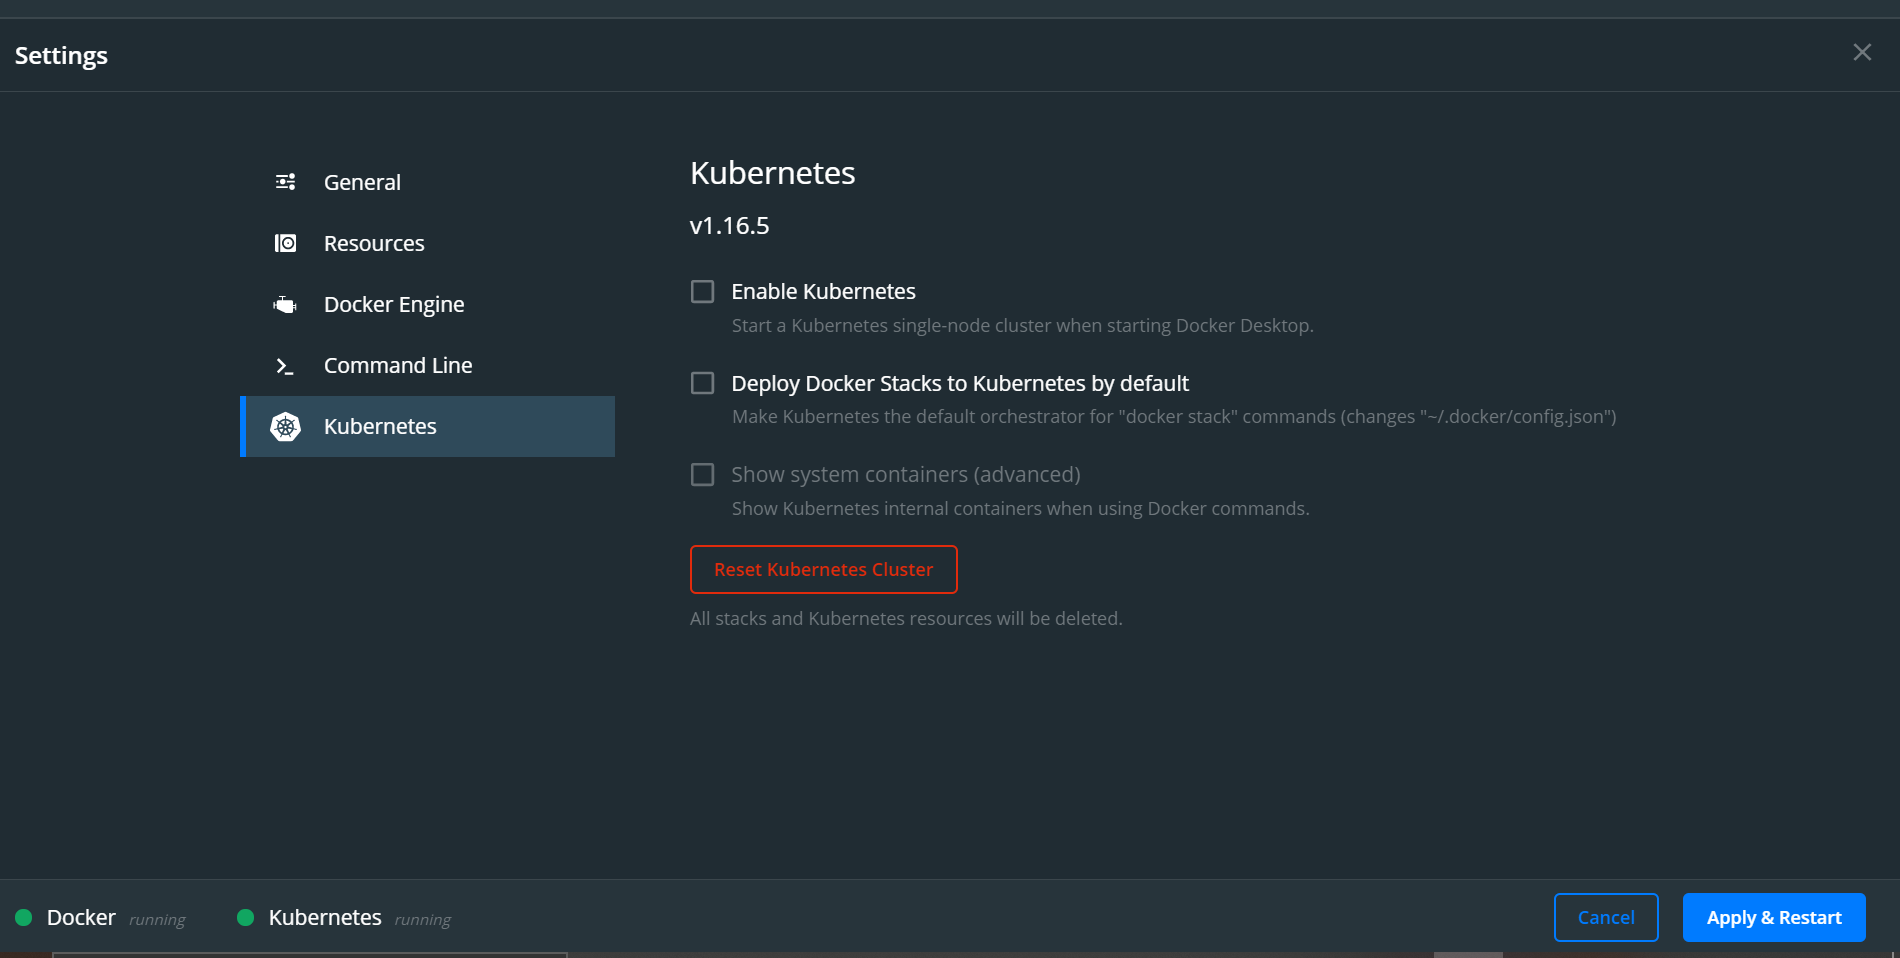 Settings
General
Resources
Docker Engine
Command Line
Kubernetes
Kubernetes
v1.16.5
Enable Kubernetes
Start a Kubernetes single-node cluster when starting Docker Desktop.
Deploy Docker Stacks to Kubernetes by default
Make Kubernetes the default orchestrator for "docker stack" commands (changes "~/.docker/config.json")
Show system containers (advanced)
Show Kubernetes internal containers when using Docker commands.
Reset Kubernetes Cluster
All stacks and Kubernetes resources will be deleted.
Docker running Kubernetes running Cancel Apply & Restart